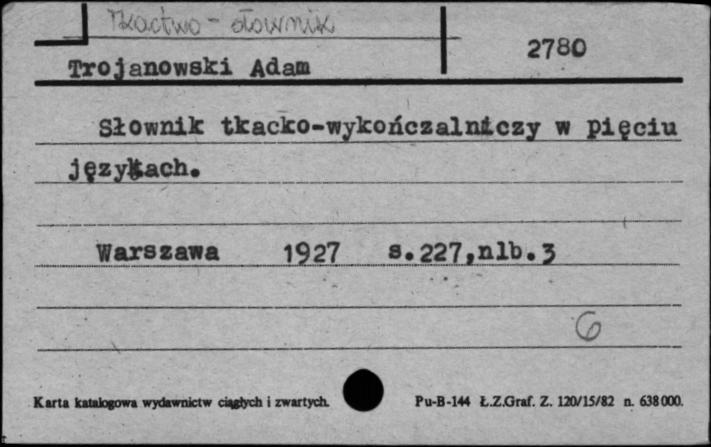 Tkactwo - słownik
2780
Trojanowski Adam
Słownik tkacko-wykończalniczy w pięciu
językach.
Warszawa 1927 s.227,nlb.3
6
Karta katalogowa wydawnictw ciągłych i zwartych.
Pu-B-144 Ł.Z.Graf. Z. 120/15/82 n. 638000.